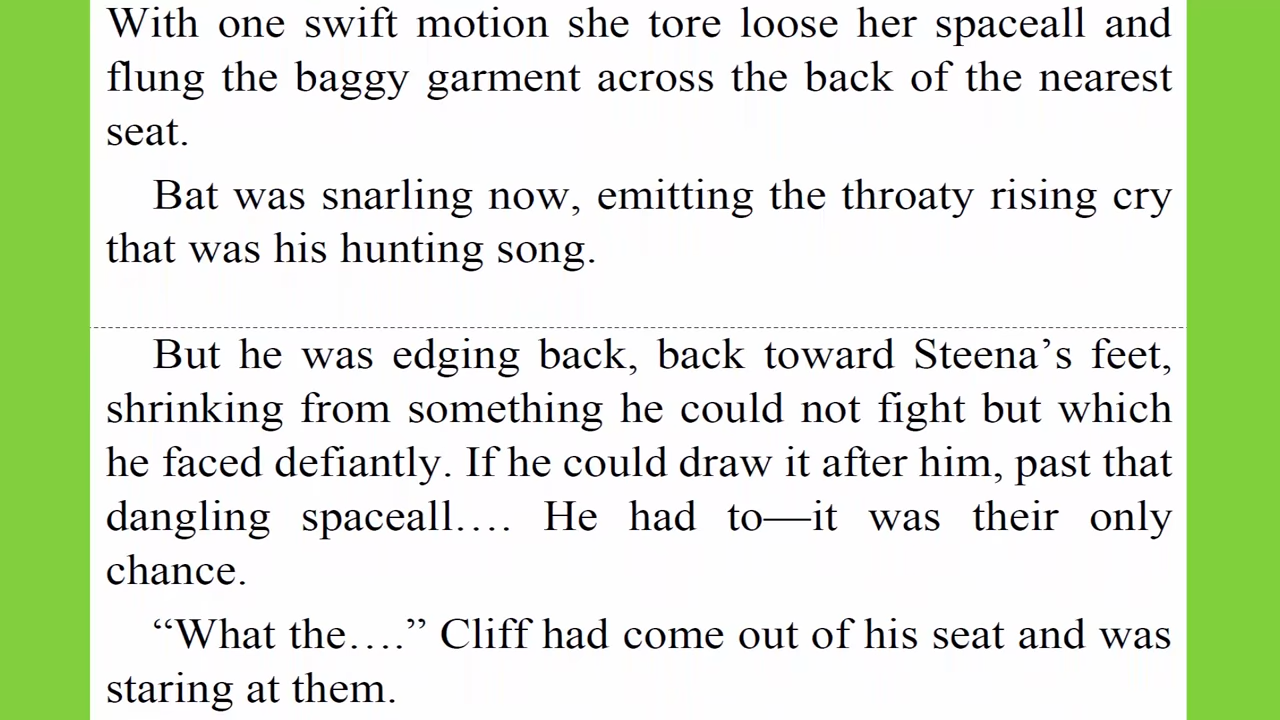 With one swift motion she tore loose her spaceall and
flung the baggy garment across the back of the nearest
seat.
Bat was snarling now, emitting the throaty rising cry
that was his hunting song.
But he was edging back, back toward Steena’s feet,
shrinking from something he could not fight but which
he faced defiantly. If he could draw it after him, past that
dangling spaceall…. He had to—it was their only
chance.
“What the….” Cliff had come out of his seat and was
staring at them.